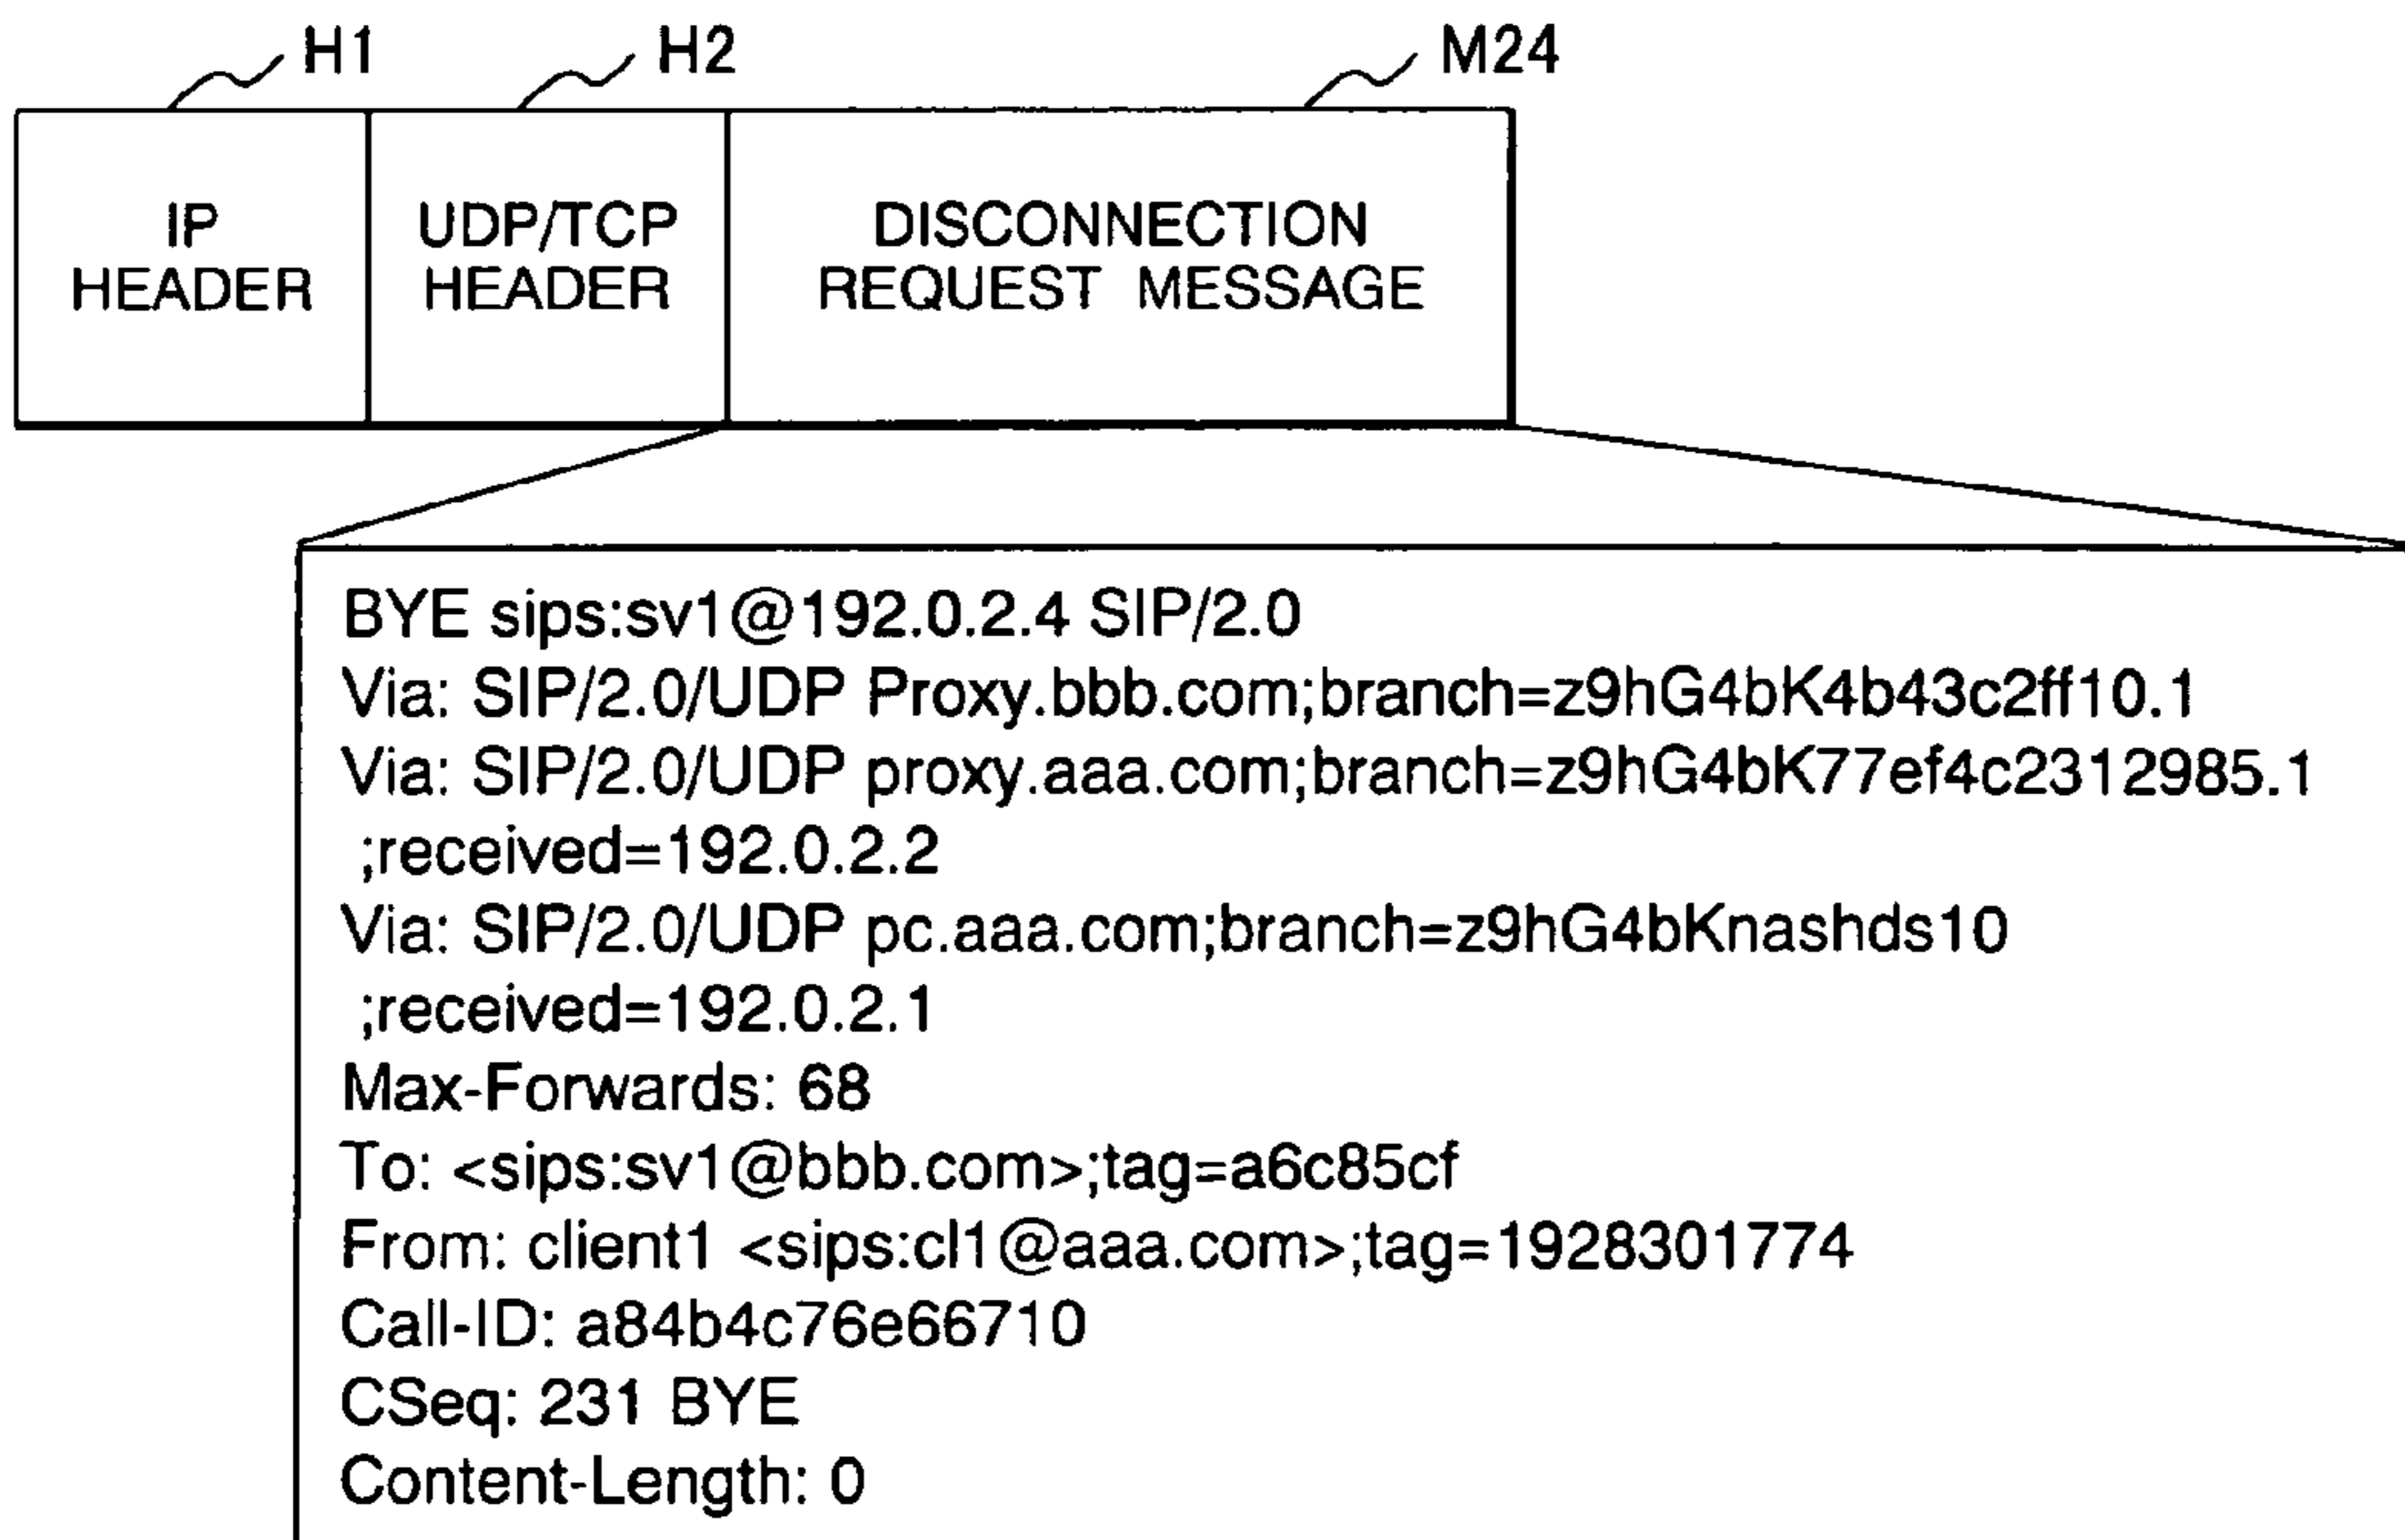 H1
H2
M24
IP
HEADER
UDP/TCP
HEADER
DISCONNECTION
REQUEST MESSAGE
BYE sips:sv1@192.0.2.4 SIP/2.0
Via: SIP/2.0/UDP Proxy.bbb.com;branch=z9hG4bK4b43c2ff10.1
Via: SIP/2.0/UDP proxy.aaa.com;branch=z9hG4bK77ef4c2312985.1
;received=192.0.2.2
Via: SIP/2.0/UDP pc.aaa.com;branch=z9hG4bKnashds10
;received=192.0.2.1
Max-Forwards: 68
To: <sips:sv1@bbb.com>;tag=a6c85cf
From: client1 <sips:cl1@aaa.com>;tag=1928301774
Call-ID: a84b4c76e66710
CSeq: 231 BYE
Content-Length: 0